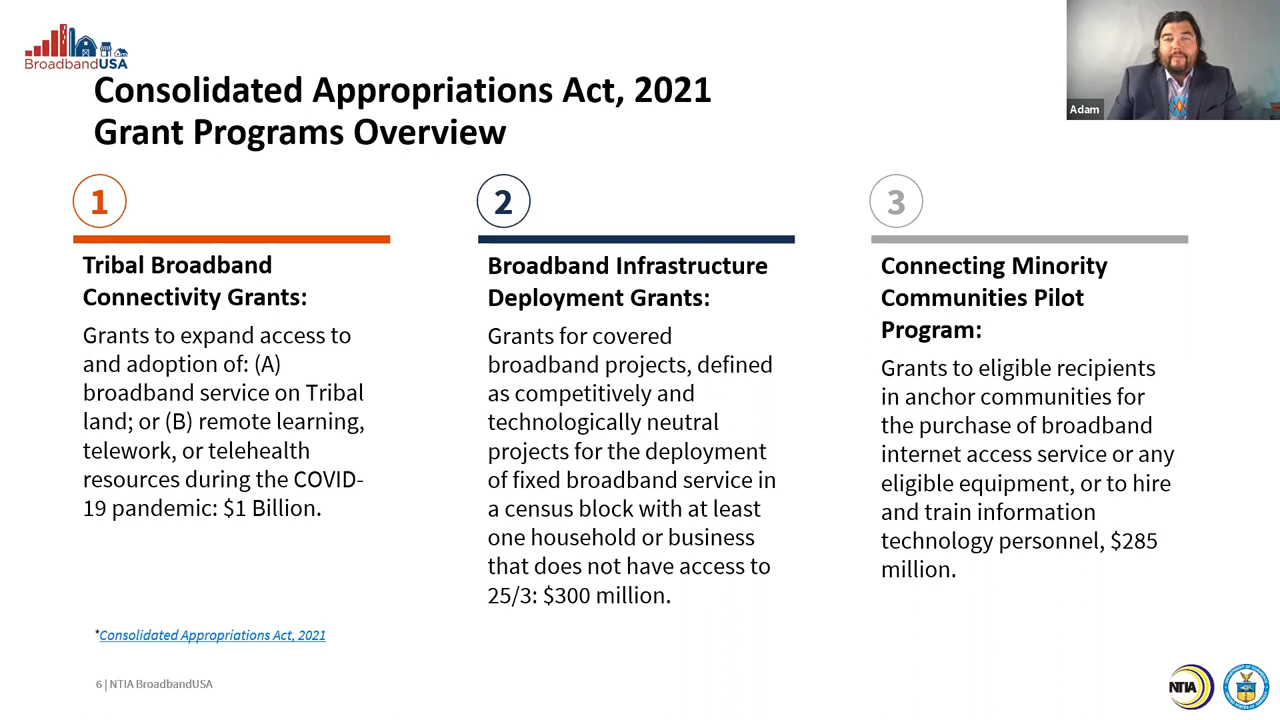 BroadbandUSA
Adam
Consolidated Appropriations Act, 2021
Grant Programs Overview
1
Tribal Broadband
Connectivity Grants:
Grants to expand access to
and adoption of: (A)
broadband service on Tribal
land; or (B) remote learning,
telework, or telehealth
resources during the COVID-
19 pandemic: $1 Billion.
2
Broadband Infrastructure
Deployment Grants:
Grants for covered
broadband projects, defined
as competitively and
technologically neutral
projects for the deployment
of fixed broadband service in
a census block with at least
one household or business
that does not have access to
25/3: $300 million.
3
Connecting Minority
Communities Pilot
Program:
Grants to eligible recipients
in anchor communities for
the purchase of broadband
internet access service or any
eligible equipment, or to hire
and train information
technology personnel, $285
million.
*Consolidated Appropriations Act, 2021
6 | NTIA BroadbandUSA
NTIA